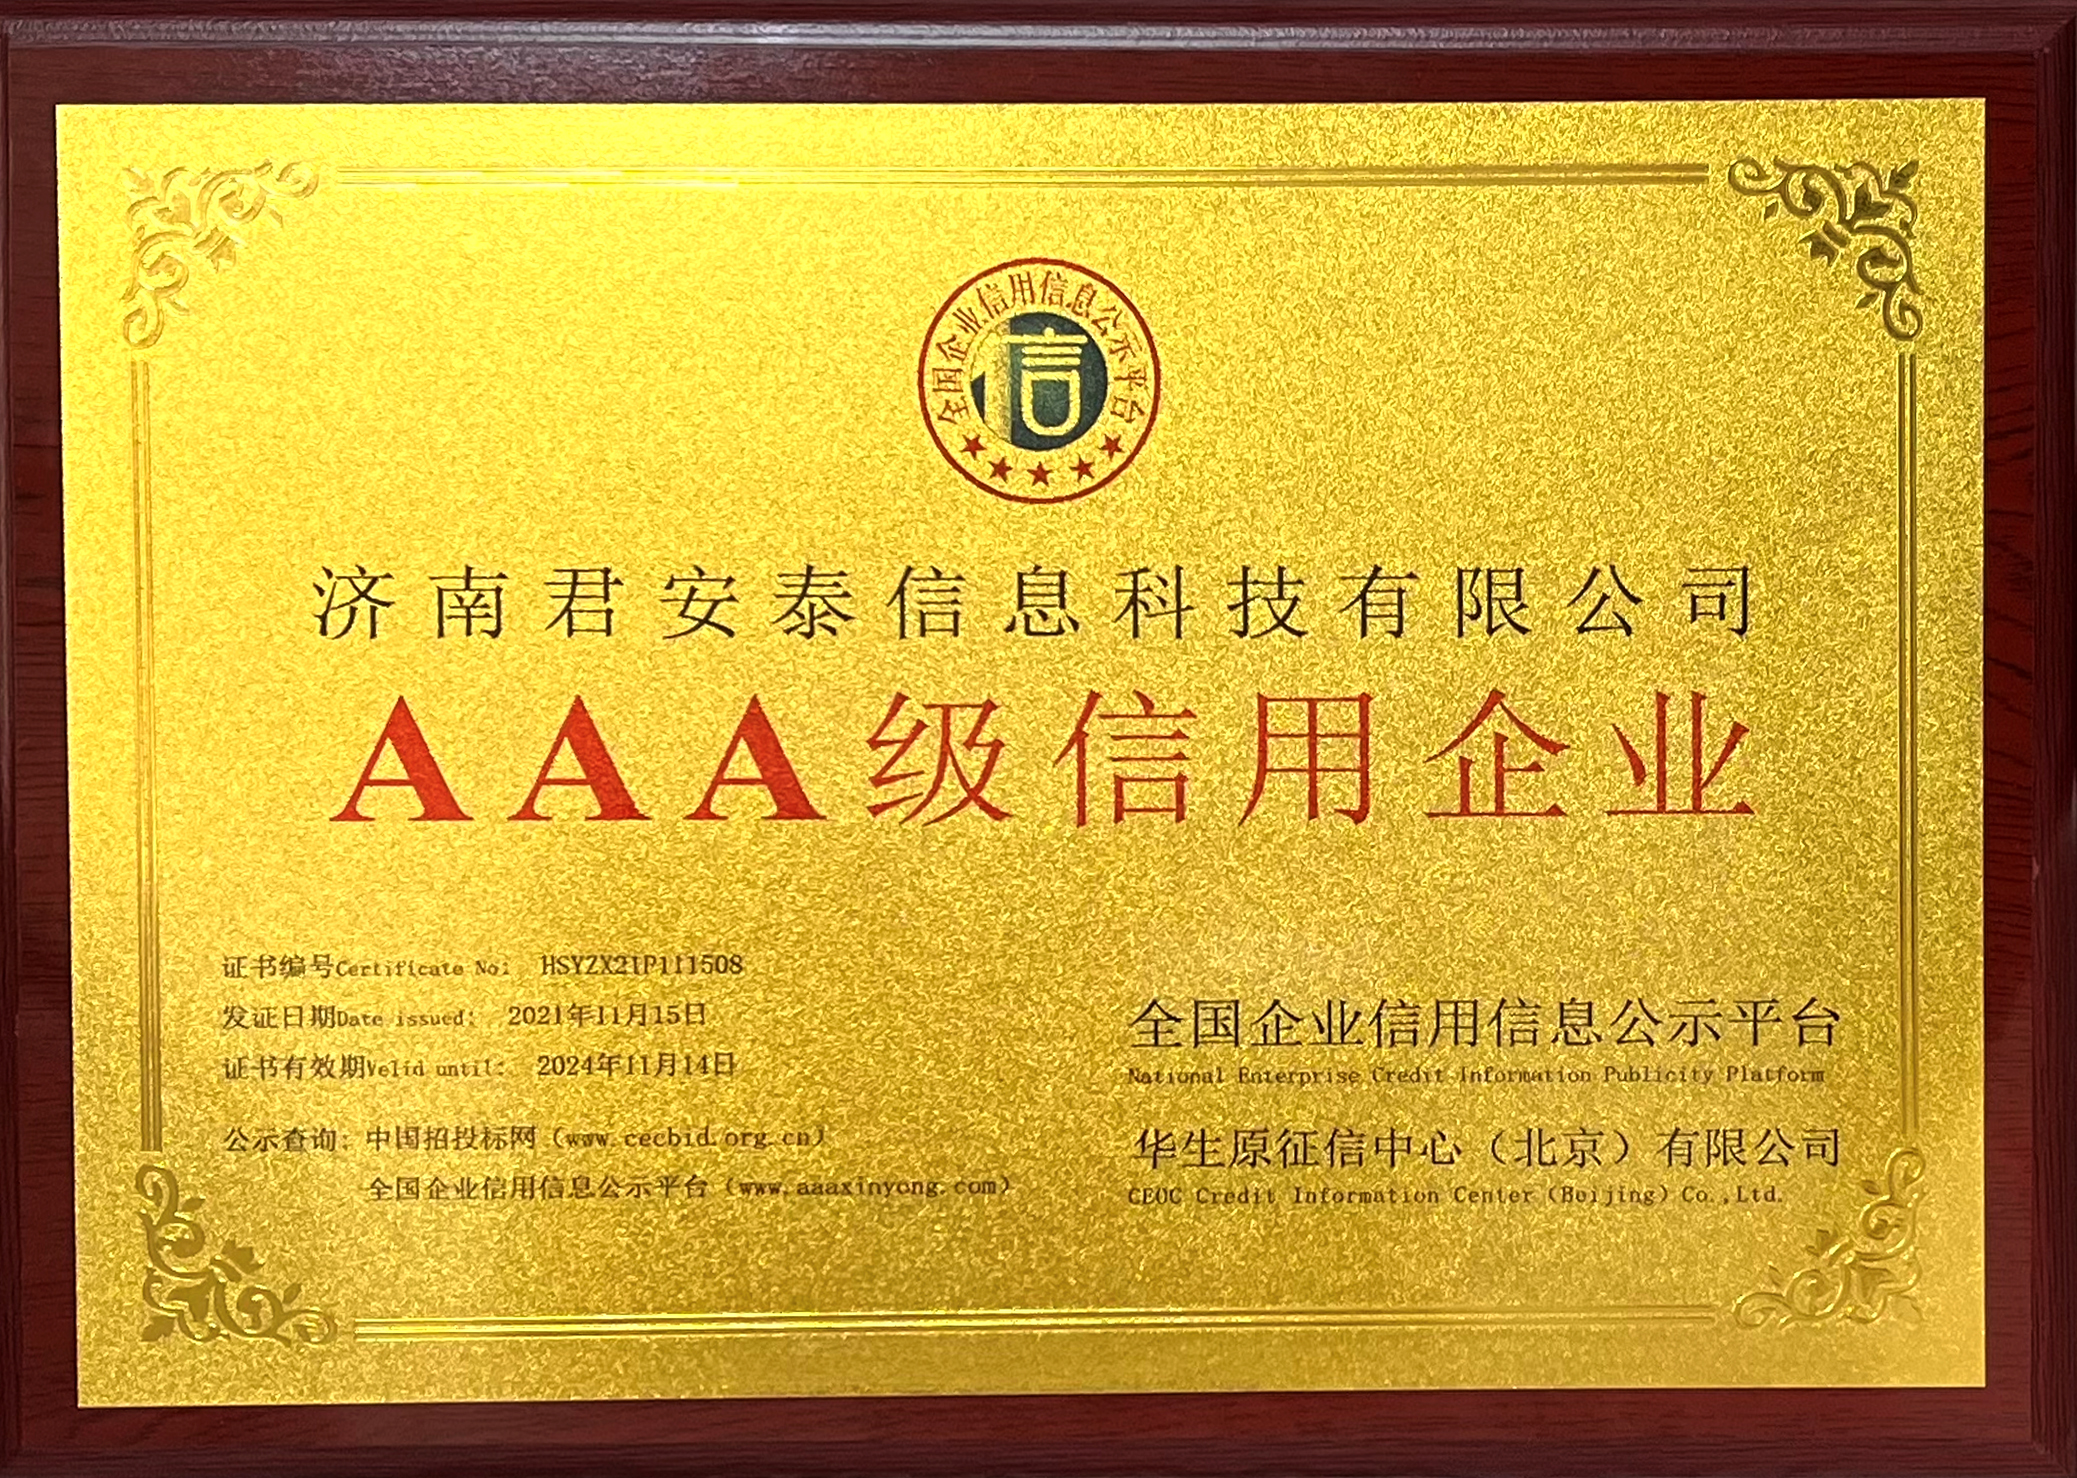 全国企业信用信息公示平台
信
济南君安泰信息科技有限公司
AAA级信用企业
证书编号Certificate No: HSYZX21P111508
发证日期Date issued: 2021年11月15日
证书有效期Velid until: 2024年11月14日
公示查询: 中国招投标网（www.cecbid.org.cn）
全国企业信用信息公示平台（www.aaaxinyong.com）
全国企业信用信息公示平台
National Enterprise Credit Information Publicity Platform
华生原征信中心（北京）有限公司
CEOC Credit Information Center（Beijing）Co.,Ltd.